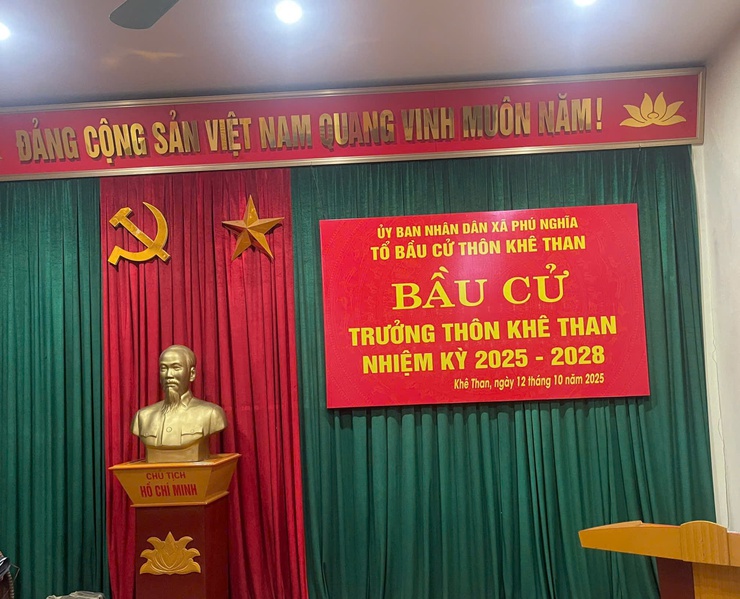 ĐẢNG CỘNG SẢN VIỆT NAM QUANG VINH MUÔN NĂM!
ỦY BAN NHÂN DÂN XÃ PHÚ NGHĨA
TỔ BẦU CỬ THÔN KHÊ THAN
BẦU CỬ
TRƯỞNG THÔN KHÊ THAN
NHIỆM KỲ 2025 - 2028
Khê Than, ngày 12 tháng 10 năm 2025
CHỦ TỊCH
HỒ CHÍ MINH